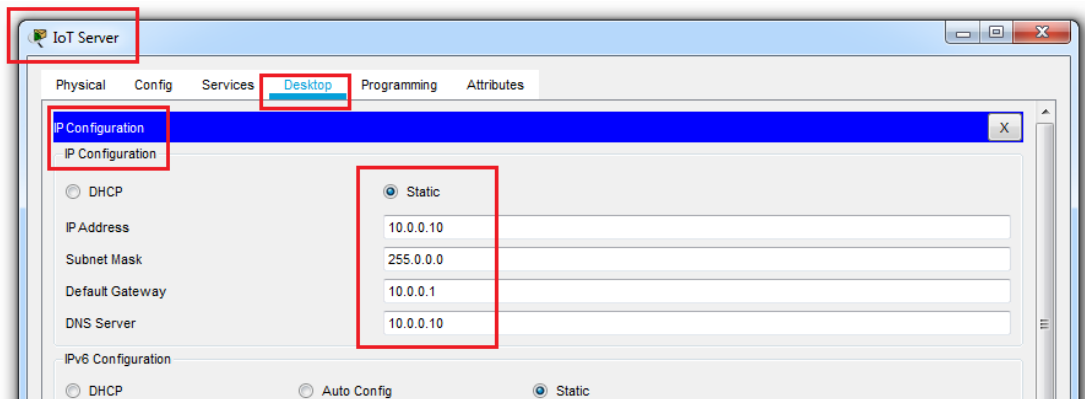 IoT Server
Physical Config Services Desktop Programming Attributes
IP Configuration X
IP Configuration
DHCP Static
IP Address 10.0.0.10
Subnet Mask 255.0.0.0
Default Gateway 10.0.0.1
DNS Server 10.0.0.10
IPv6 Configuration
DHCP Auto Config Static